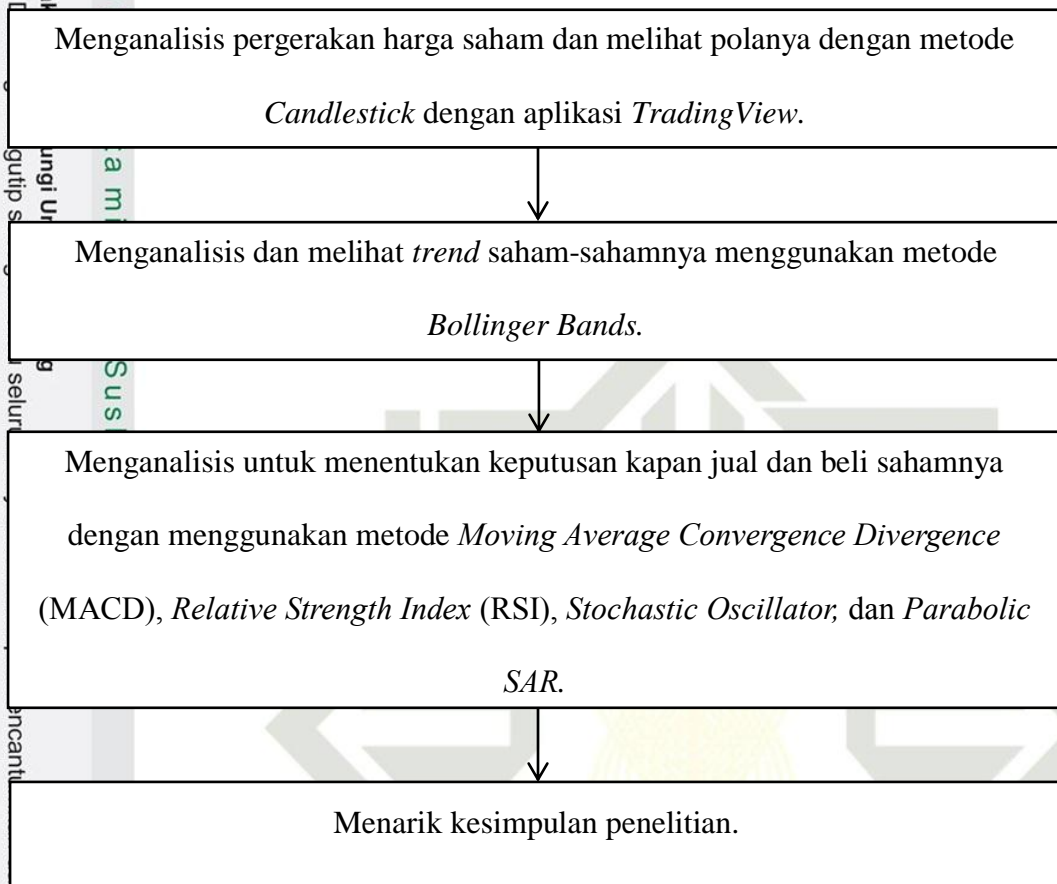 Menganalisis pergerakan harga saham dan melihat polanya dengan metode
Candlestick dengan aplikasi TradingView.
Menganalisis dan melihat trend saham-sahamnya menggunakan metode
Bollinger Bands.
Menganalisis untuk menentukan keputusan kapan jual dan beli sahamnya
dengan menggunakan metode Moving Average Convergence Divergence
(MACD), Relative Strength Index (RSI), Stochastic Oscillator, dan Parabolic
SAR.
Menarik kesimpulan penelitian.